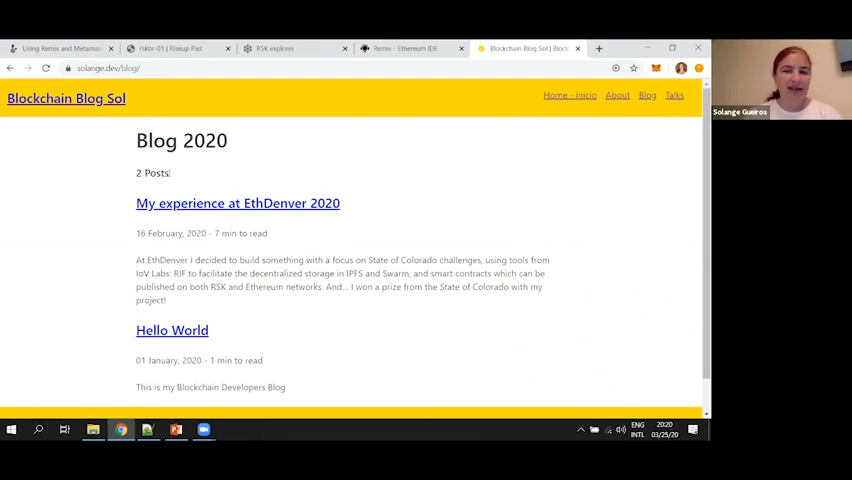 Using Remix and Metamas
rsktbr-01 | Riseup Pad
RSK explorer
Remix - Ethereum IDE
Blockchain Blog Sol | Block
solange.dev/blog/
Blockchain Blog Sol
Home - inicio About Blog Talks
Blog 2020
2 Posts
My experience at EthDenver 2020
16 February, 2020 - 7 min to read
At EthDenver I decided to build something with a focus on State of Colorado challenges, using tools from
IoV Labs: RIF to facilitate the decentralized storage in IPFS and Swarm, and smart contracts which can be
published on both RSK and Ethereum networks. And... I won a prize from the State of Colorado with my
project!
Hello World
01 January, 2020 - 1 min to read
This is my Blockchain Developers Blog
Solange Gueiros
ENG
INTL
20:20
03/25/20